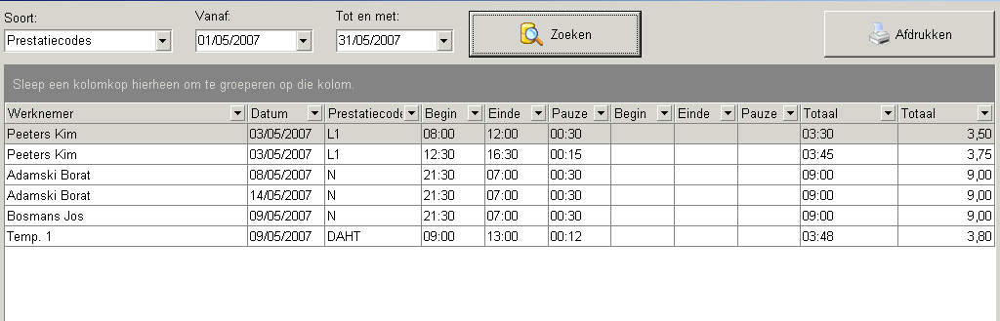 Soort: Vanaf: Tot en met:
Prestatiecodes 01/05/2007 31/05/2007 Zoeken Afdrukken
Sleep een kolomkop hierheen om te groeperen op die kolom.
Werknemer Datum Prestatiecode Begin Einde Pauze Begin Einde Pauze Totaal Totaal
Peeters Kim 03/05/2007 L1 08:00 12:00 00:30 03:30 3,50
Peeters Kim 03/05/2007 L1 12:30 16:30 00:15 03:45 3,75
Adamski Borat 08/05/2007 N 21:30 07:00 00:30 09:00 9,00
Adamski Borat 14/05/2007 N 21:30 07:00 00:30 09:00 9,00
Bosmans Jos 09/05/2007 N 21:30 07:00 00:30 09:00 9,00
Temp. 1 09/05/2007 DAHT 09:00 13:00 00:12 03:48 3,80